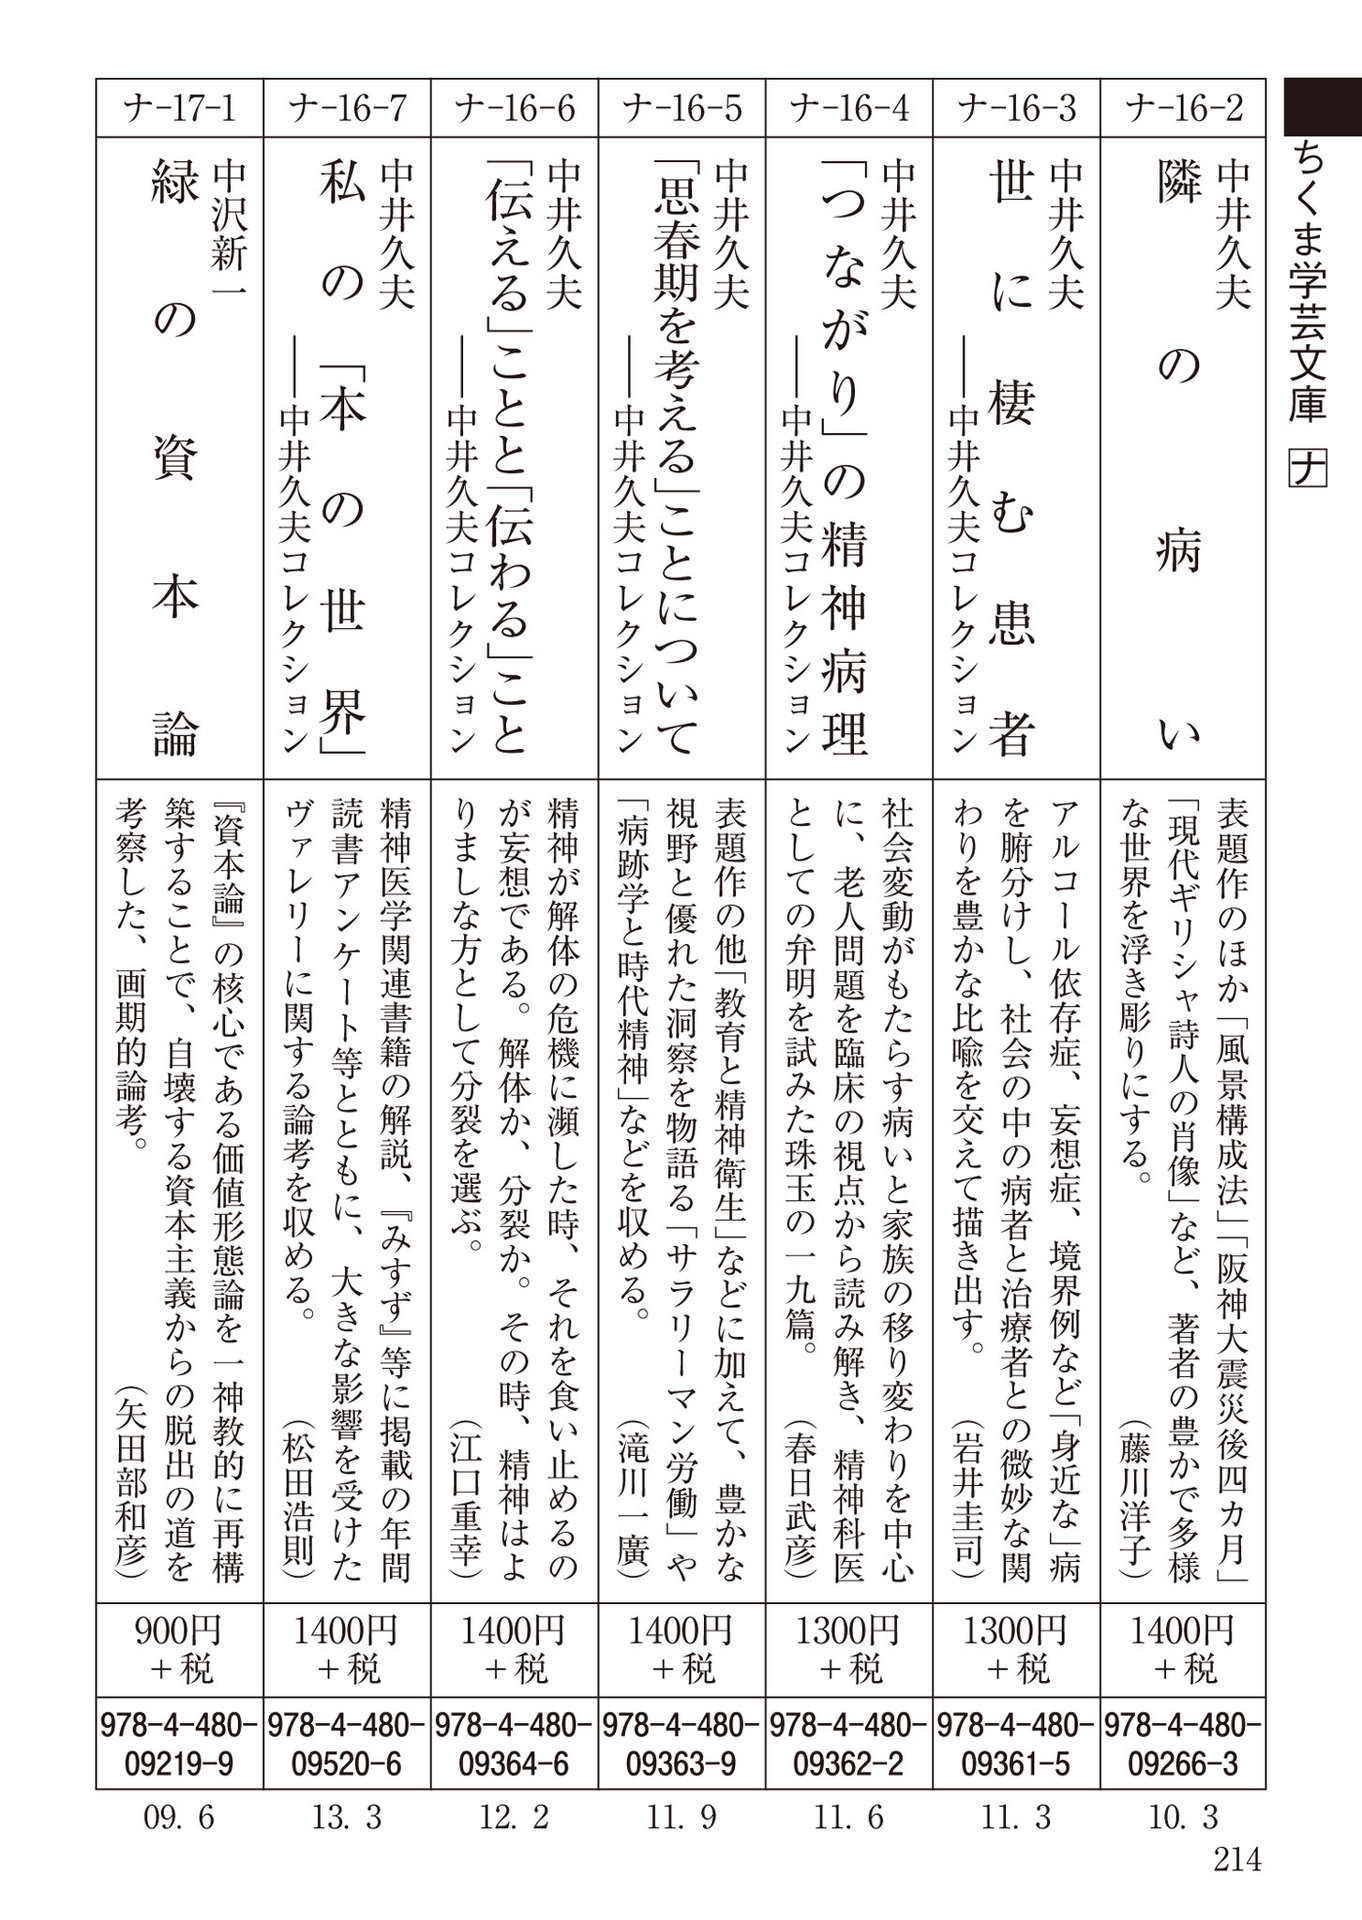 ちくま学芸文庫 ナ
ナ-16-2
中井久夫
隣の病い
表題作のほか「風景構成法」「阪神大震災後四カ月」
「現代ギリシャ詩人の肖像」など、著者の豊かで多様
な世界を浮き彫りにする。　（藤川洋子）
1400円
＋税
978-4-480-
09266-3
10. 3
ナ-16-3
中井久夫
世に棲む患者
――中井久夫コレクション
アルコール依存症、妄想症、境界例など「身近な」病
を腑分けし、社会の中の病者と治療者との微妙な関
わりを豊かな比喩を交えて描き出す。　（岩井圭司）
1300円
＋税
978-4-480-
09361-5
11. 3
ナ-16-4
中井久夫
「つながり」の精神病理
――中井久夫コレクション
社会変動がもたらす病いと家族の移り変わりを中心
に、老人問題を臨床の視点から読み解き、精神科医
としての弁明を試みた珠玉の一九篇。　（春日武彦）
1300円
＋税
978-4-480-
09362-2
11. 6
ナ-16-5
中井久夫
「思春期を考える」ことについて
――中井久夫コレクション
表題作の他「教育と精神衛生」などに加えて、豊かな
視野と優れた洞察を物語る「サラリーマン労働」や
「病跡学と時代精神」などを収める。　（滝川一廣）
1400円
＋税
978-4-480-
09363-9
11. 9
ナ-16-6
中井久夫
「伝える」ことと「伝わる」こと
――中井久夫コレクション
精神が解体の危機に瀕した時、それを食い止めるの
が妄想である。解体か、分裂か。その時、精神はよ
りましな方として分裂を選ぶ。　（江口重幸）
1400円
＋税
978-4-480-
09364-6
12. 2
ナ-16-7
中井久夫
私の「本の世界」
――中井久夫コレクション
精神医学関連書籍の解説、『みすず』等に掲載の年間
読書アンケート等とともに、大きな影響を受けた
ヴァレリーに関する論考を収める。　（松田浩則）
1400円
＋税
978-4-480-
09520-6
13. 3
ナ-17-1
中沢新一
緑の資本論
『資本論』の核心である価値形態論を一神教的に再構
築することで、自壊する資本主義からの脱出の道を
考察した、画期的論考。　（矢田部和彦）
900円
＋税
978-4-480-
09219-9
09. 6
214